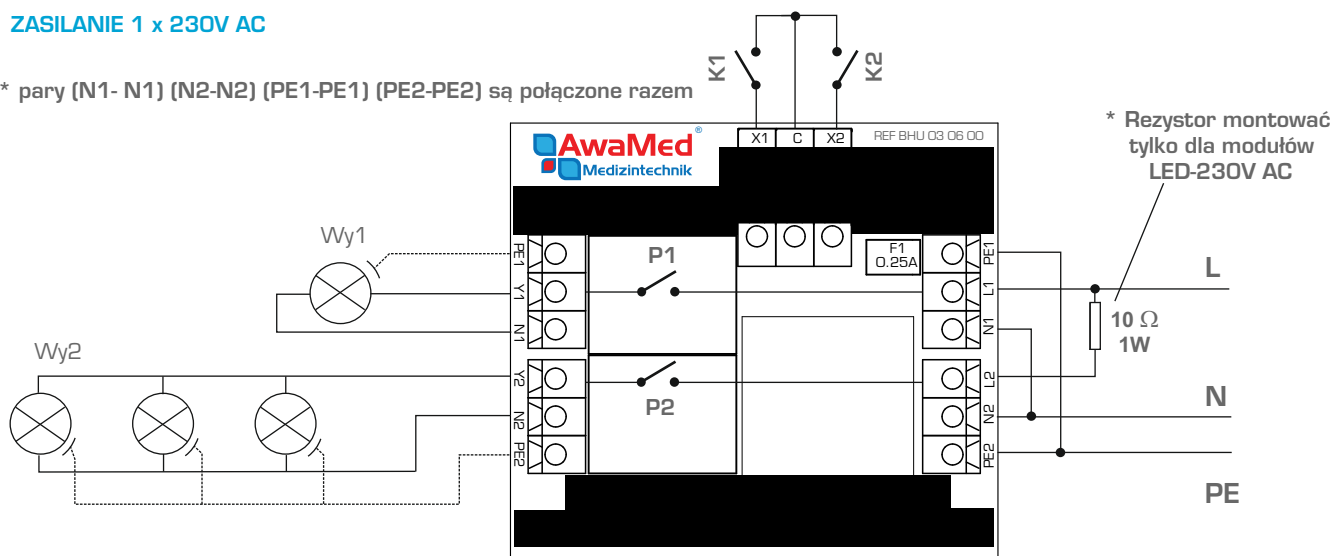 ZASILANIE 1 x 230V AC
* pary (N1- N1) (N2-N2) (PE1-PE1) (PE2-PE2) są połączone razem
K1
K2
X1 C X2
REF BHU 03 06 00
AwaMed®
Medizintechnik
* Rezystor montować
tylko dla modułów
LED-230V AC
Wy1
Wy2
PE1
Y1
N1
Y2
N2
PE2
P1
P2
F1
0.25A
PE1
L1
N1
L2
N2
PE2
L
10 Ω
1W
N
PE